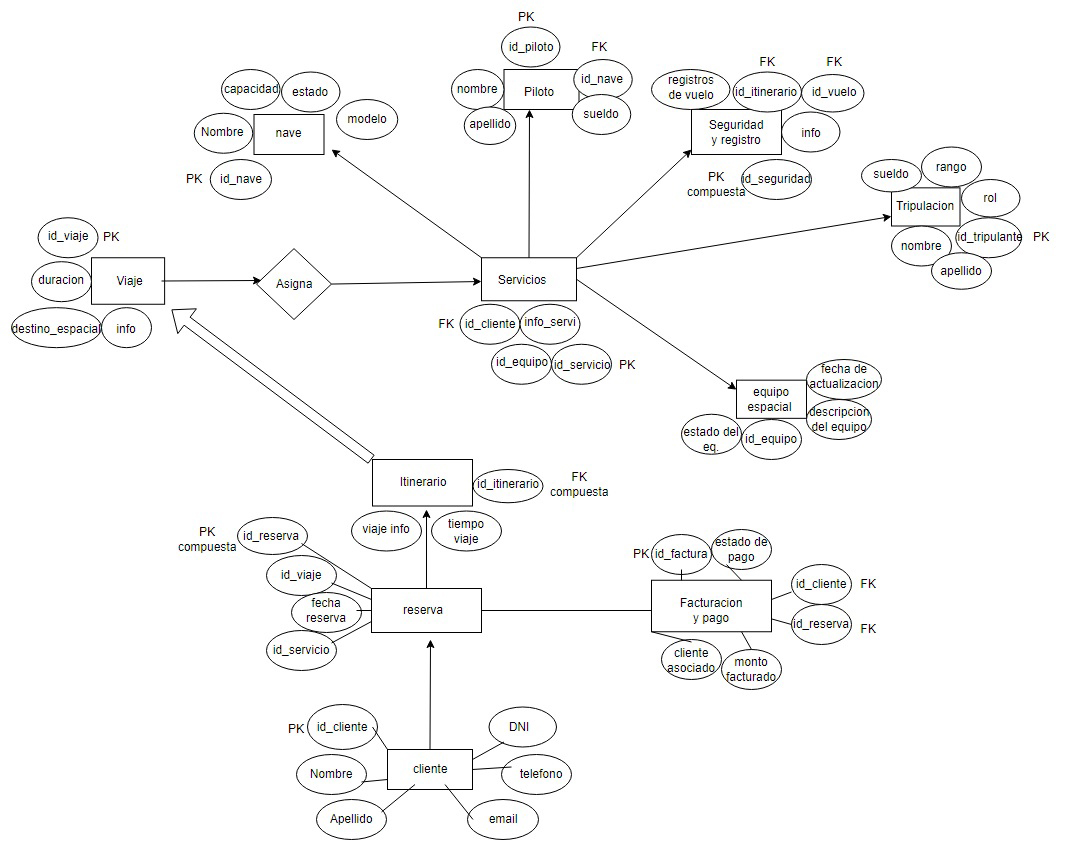 PK
id_piloto
FK
nombre
Piloto
id_nave
apellido
sueldo
capacidad
estado
modelo
Nombre
nave
PK
id_nave
FK
FK
registros
de vuelo
id_itinerario
id_vuelo
Seguridad
y registro
info
PK
compuesta
id_seguridad
sueldo
rango
Tripulacion
rol
nombre
id_tripulante
PK
apellido
id_viaje
PK
duracion
Viaje
destino_espacial
info
Asigna
Servicios
FK
id_cliente
info_servi
id_equipo
id_servicio
PK
fecha de
actualizacion
equipo
espacial
descripcion
del equipo
estado del
eq.
id_equipo
Itinerario
id_itinerario
FK
compuesta
viaje info
tiempo
viaje
PK
compuesta
id_reserva
id_viaje
fecha
reserva
id_servicio
reserva
PK
id_factura
estado de
pago
Facturacion
y pago
id_cliente
FK
id_reserva
FK
cliente
asociado
monto
facturado
PK
id_cliente
DNI
Nombre
cliente
telefono
Apellido
email